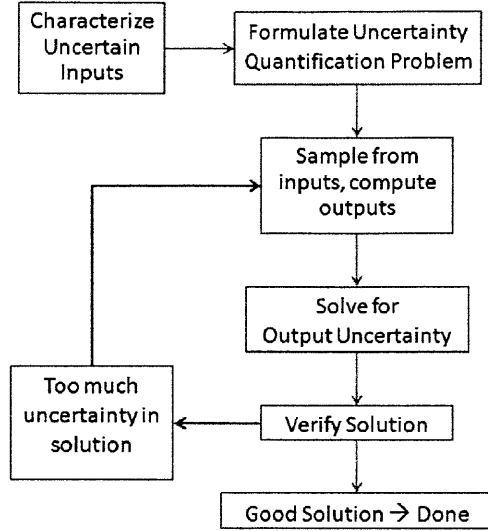 Characterize
Uncertain
Inputs
Formulate Uncertainty
Quantification Problem
Sample from
inputs, compute
outputs
Solve for
Output Uncertainty
Too much
uncertainty in
solution
Verify Solution
Good Solution → Done